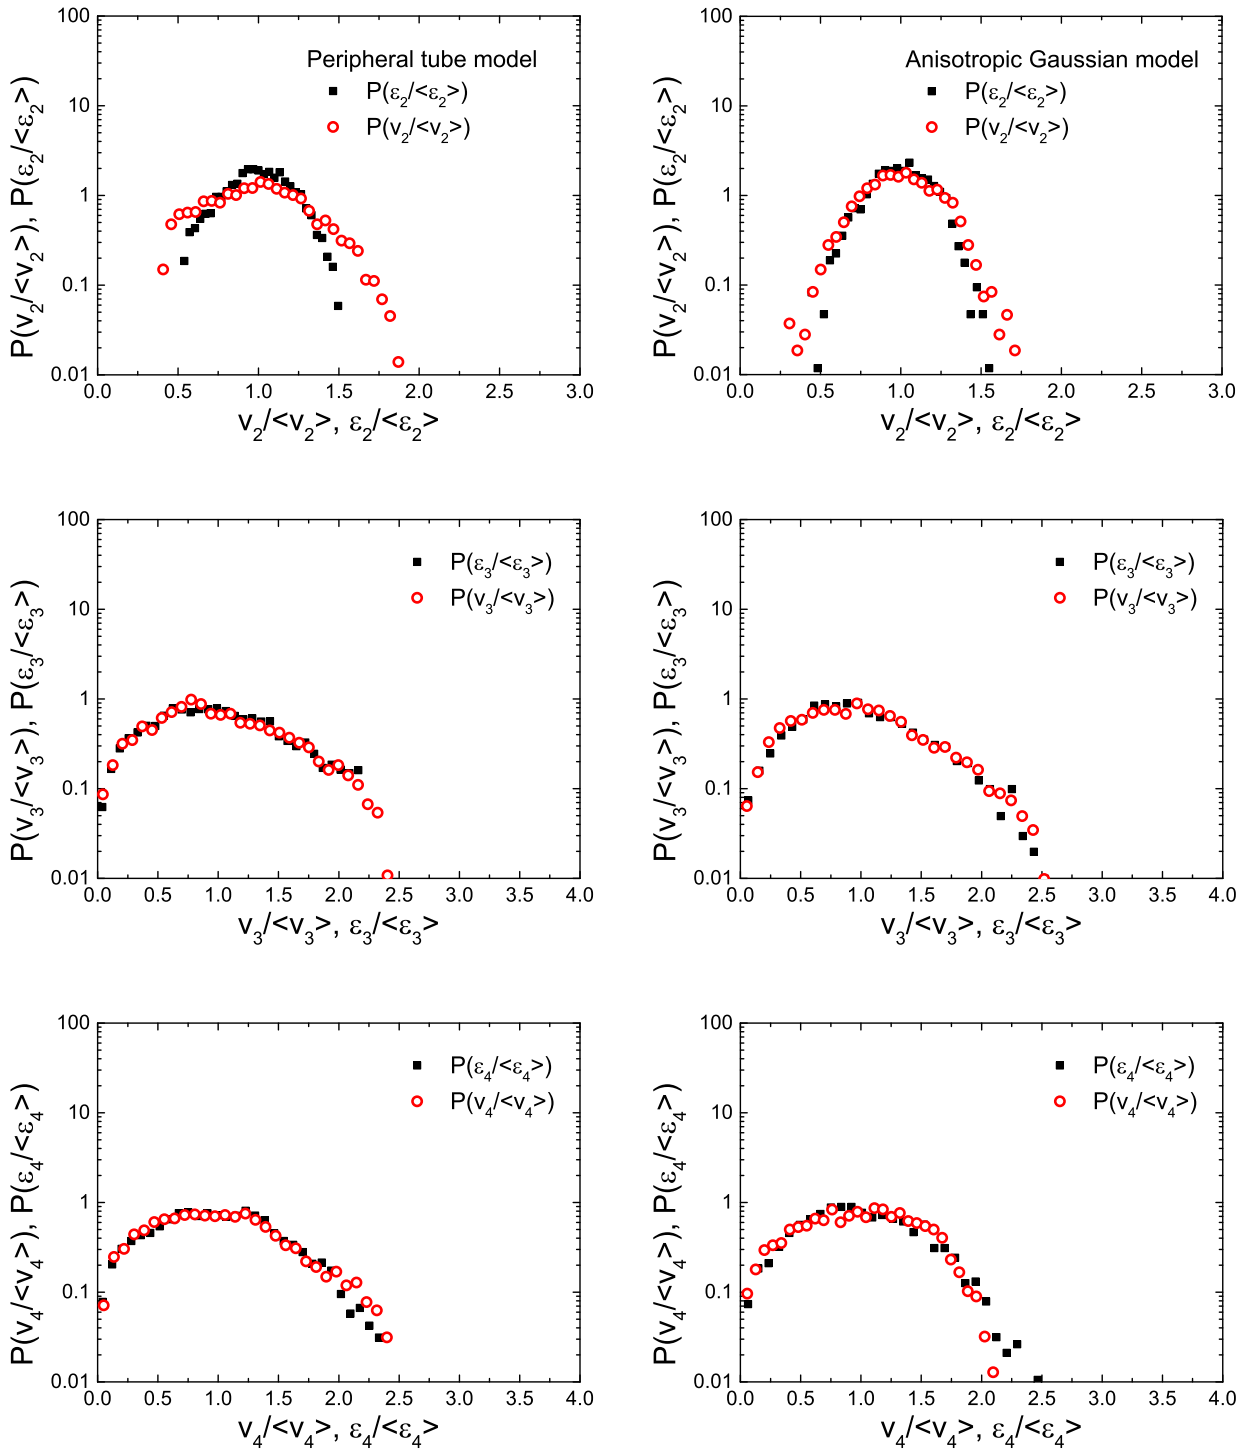 Peripheral tube model
P(ε2/<ε2>)
P(v2/<v2>)
100
10
1
0.1
0.01
0.0 0.5 1.0 1.5 2.0 2.5 3.0
P(v2/<v2>), P(ε2/<ε2>)
v2/<v2>, ε2/<ε2>
Anisotropic Gaussian model
P(ε2/<ε2>)
P(v2/<v2>)
100
10
1
0.1
0.01
0.0 0.5 1.0 1.5 2.0 2.5 3.0
P(v2/<v2>), P(ε2/<ε2>)
v2/<v2>, ε2/<ε2>
P(ε3/<ε3>)
P(v3/<v3>)
100
10
1
0.1
0.01
0.0 0.5 1.0 1.5 2.0 2.5 3.0 3.5 4.0
P(v3/<v3>), P(ε3/<ε3>)
v3/<v3>, ε3/<ε3>
P(ε3/<ε3>)
P(v3/<v3>)
100
10
1
0.1
0.01
0.0 0.5 1.0 1.5 2.0 2.5 3.0 3.5 4.0
P(v3/<v3>), P(ε3/<ε3>)
v3/<v3>, ε3/<ε3>
P(ε4/<ε4>)
P(v4/<v4>)
100
10
1
0.1
0.01
0.0 0.5 1.0 1.5 2.0 2.5 3.0 3.5 4.0
P(v4/<v4>), P(ε4/<ε4>)
v4/<v4>, ε4/<ε4>
P(ε4/<ε4>)
P(v4/<v4>)
100
10
1
0.1
0.01
0.0 0.5 1.0 1.5 2.0 2.5 3.0 3.5 4.0
P(v4/<v4>), P(ε4/<ε4>)
v4/<v4>, ε4/<ε4>